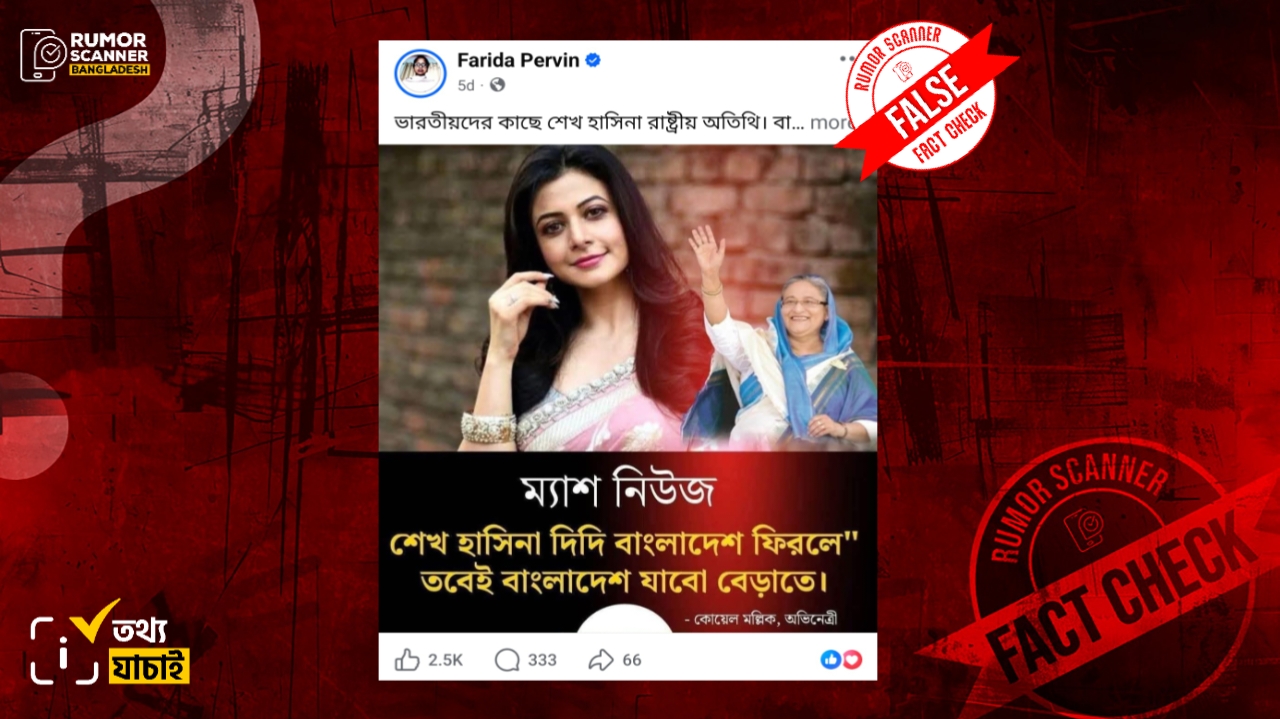 RUMOR
SCANNER
BANGLADESH
Farida Pervin
5d
ভারতীয়দের কাছে শেখ হাসিনা রাষ্ট্রীয় অতিথি। বা... more
RUMOR SCANNER
FALSE
FACT CHECK
ম্যাশ নিউজ
শেখ হাসিনা দিদি বাংলাদেশ ফিরলে"
তবেই বাংলাদেশ যাবো বেড়াতে।
- কোয়েল মল্লিক, অভিনেত্রী
2.5K 333 66
i তথ্য
যাচাই
RUMOR SCANNER
FACT CHECK